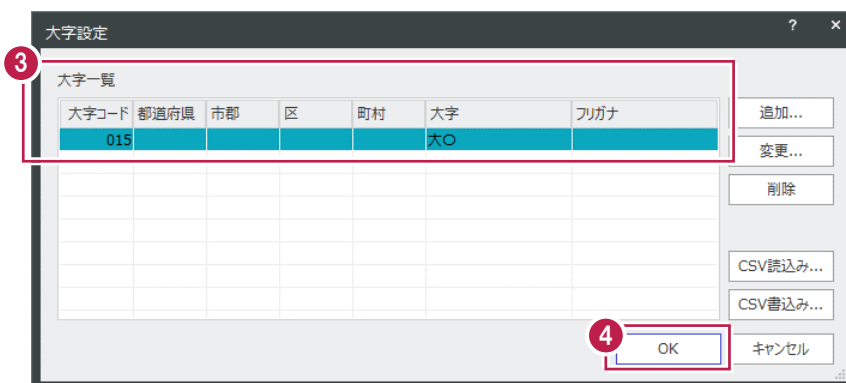 大字設定 ? ×
3
大字一覧
大字コード 都道府県 市郡 区 町村 大字 フリガナ
015 大〇
追加...
変更...
削除
CSV読込み...
CSV書込み...
4
OK キャンセル